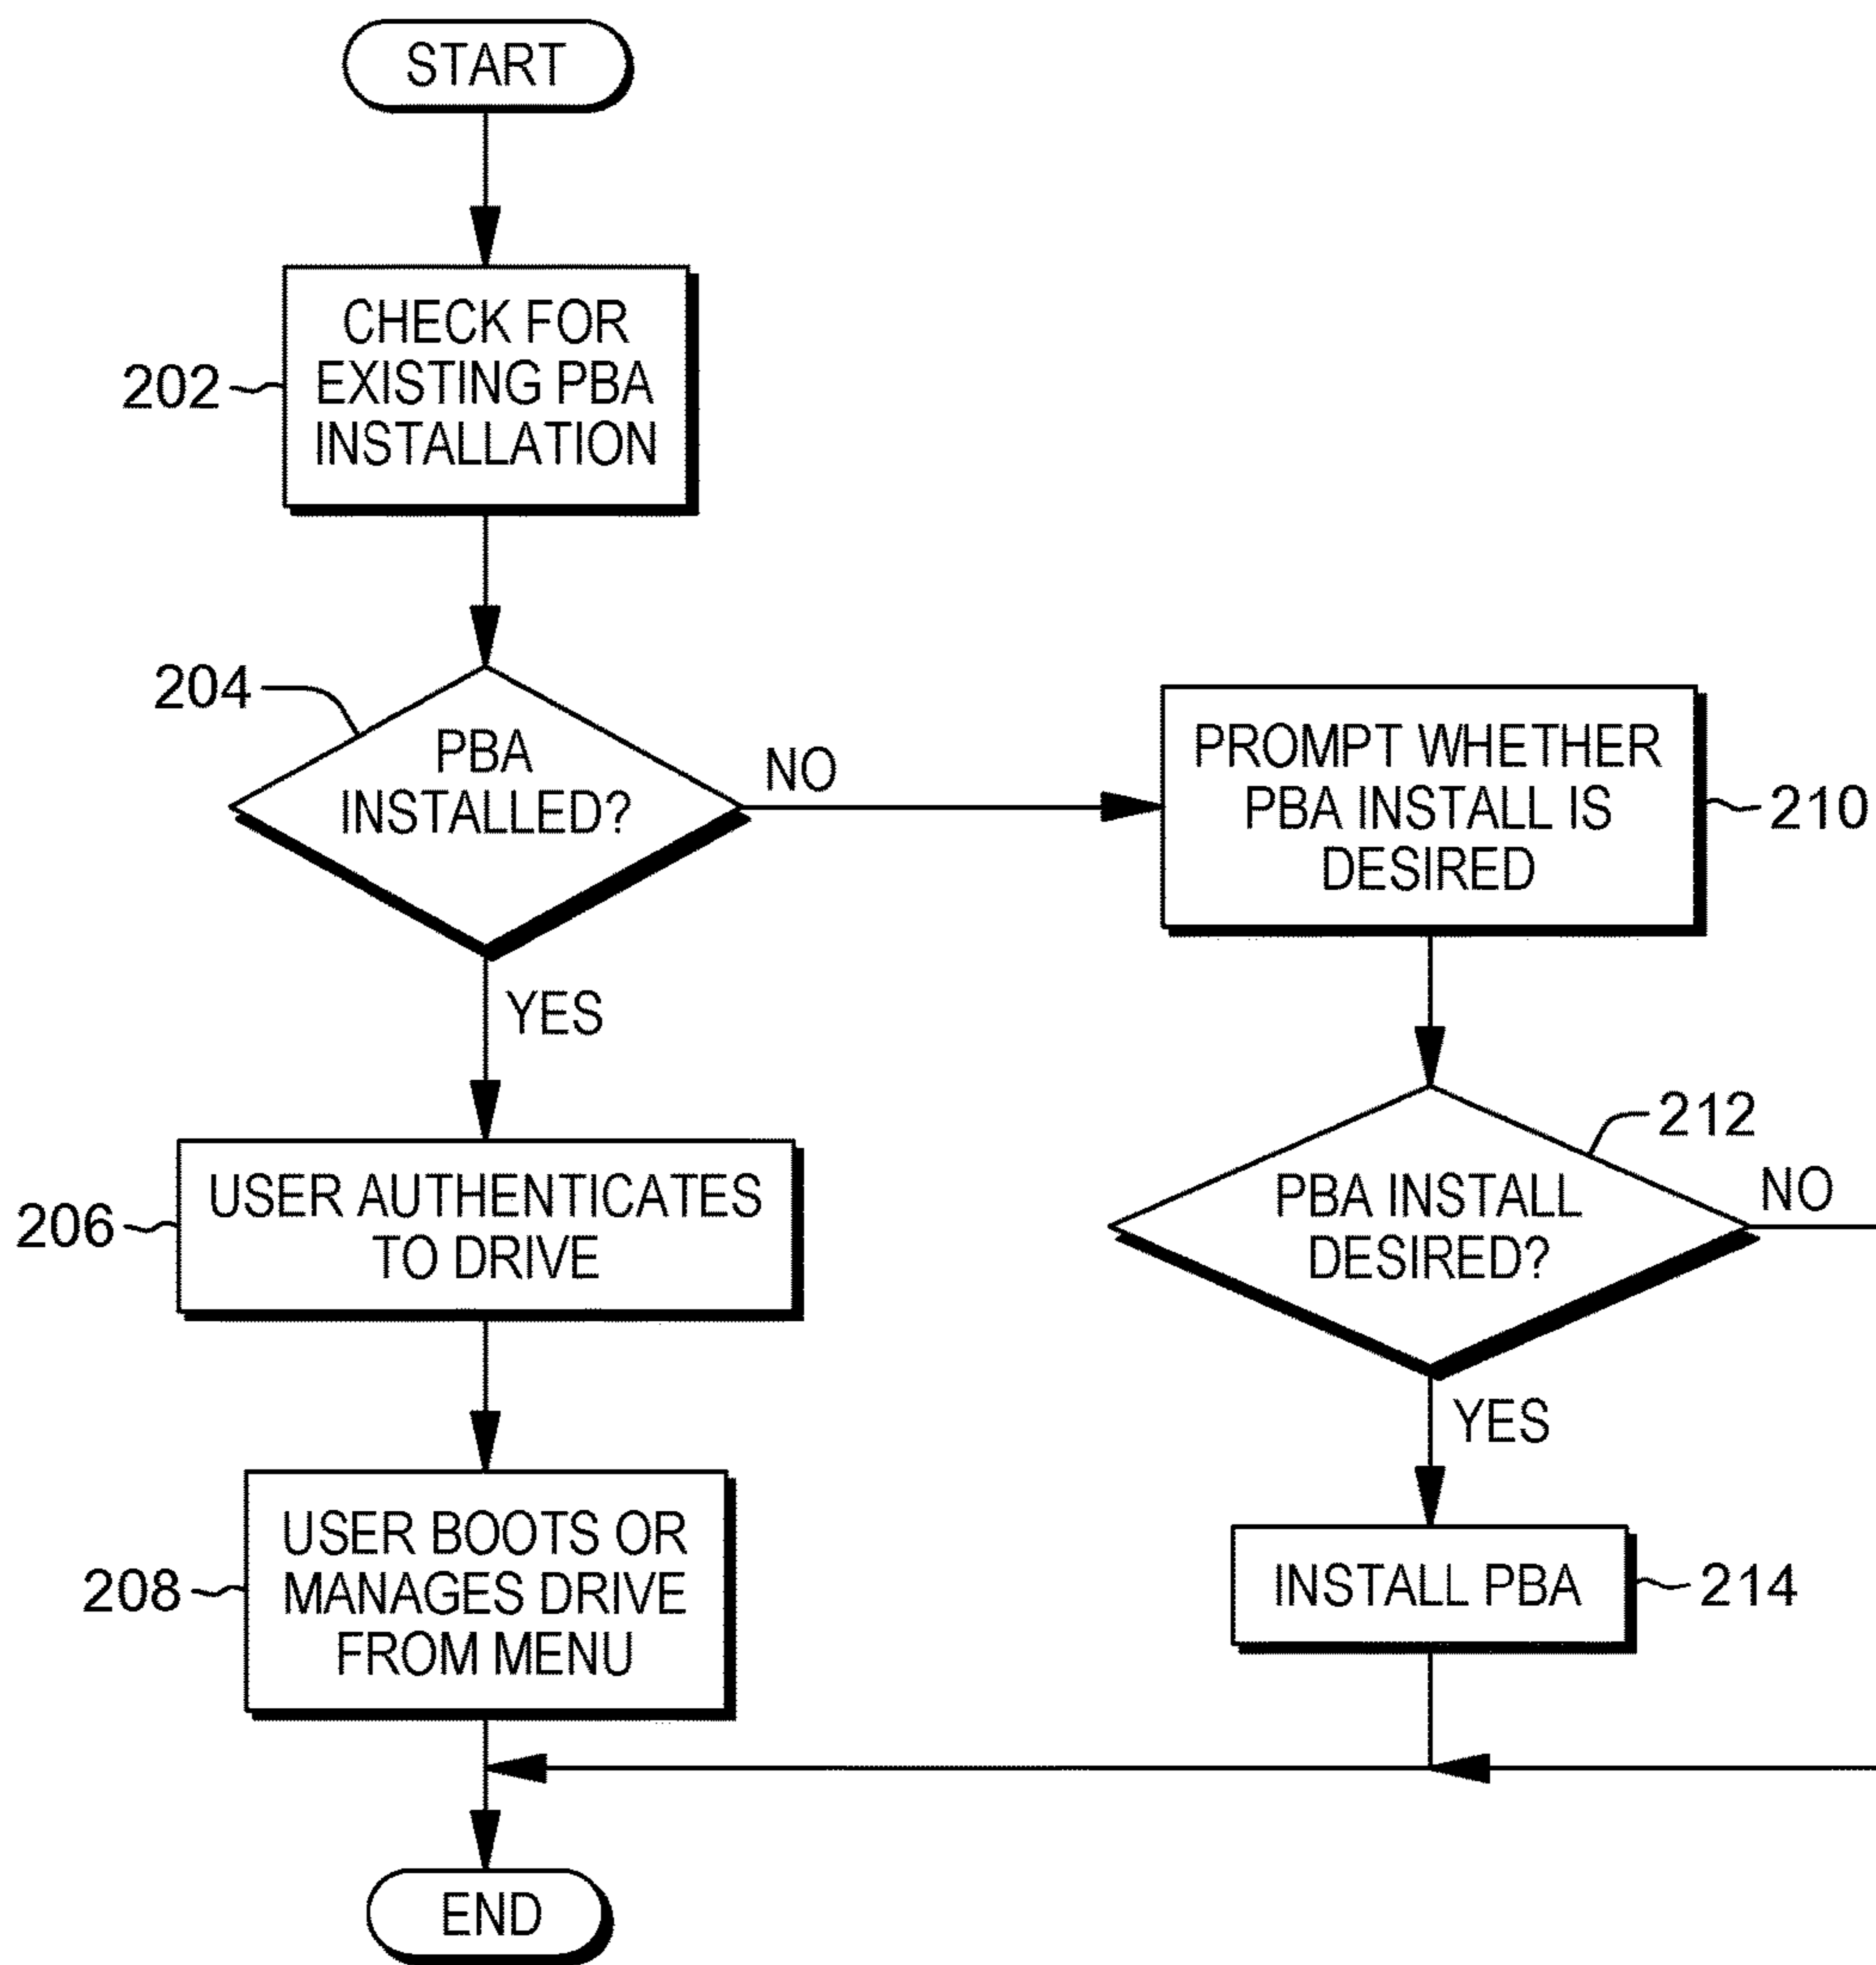 START
CHECK FOR
EXISTING PBA
INSTALLATION
202
204
PBA
INSTALLED?
NO
YES
PROMPT WHETHER
PBA INSTALL IS
DESIRED
210
212
PBA INSTALL
DESIRED?
NO
YES
206
USER AUTHENTICATES
TO DRIVE
208
USER BOOTS OR
MANAGES DRIVE
FROM MENU
INSTALL PBA
214
END